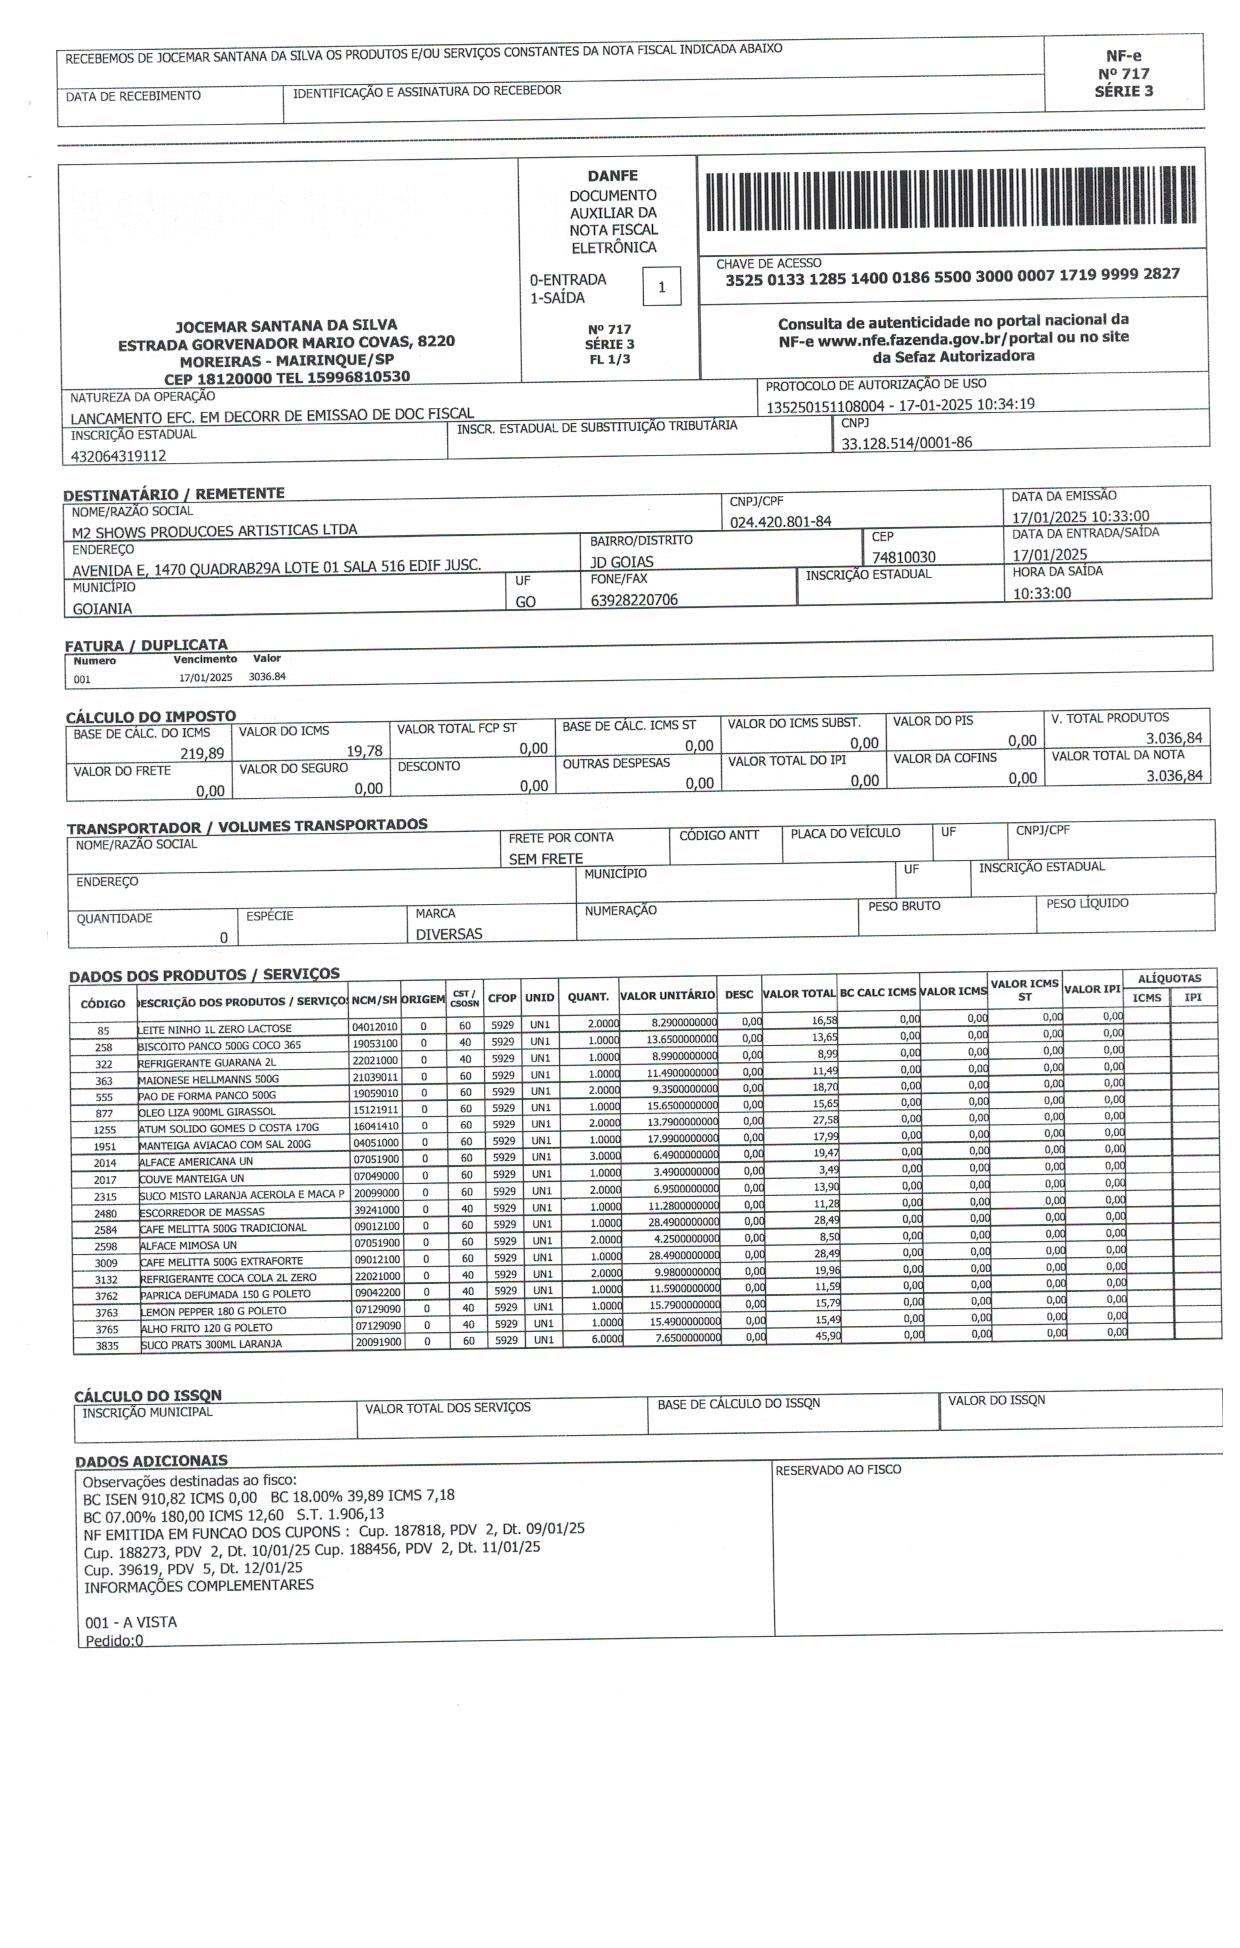 RECEBEMOS DE JOCEMAR SANTANA DA SILVA OS PRODUTOS E/OU SERVIÇOS CONSTANTES DA NOTA FISCAL INDICADA ABAIXO
DATA DE RECEBIMENTO IDENTIFICAÇÃO E ASSINATURA DO RECEBEDOR
NF-e
Nº 717
SÉRIE 3
JOCEMAR SANTANA DA SILVA
ESTRADA GORVENADOR MARIO COVAS, 8220
MOREIRAS - MAIRINQUE/SP
CEP 18120000 TEL 15996810530
DANFE
DOCUMENTO
AUXILIAR DA
NOTA FISCAL
ELETRÔNICA
0-ENTRADA
1-SAÍDA
1
Nº 717
SÉRIE 3
FL 1/3
CHAVE DE ACESSO
3525 0133 1285 1400 0186 5500 3000 0007 1719 9999 2827
Consulta de autenticidade no portal nacional da
NF-e www.nfe.fazenda.gov.br/portal ou no site
da Sefaz Autorizadora
NATUREZA DA OPERAÇÃO PROTOCOLO DE AUTORIZAÇÃO DE USO
LANCAMENTO EFC. EM DECORR DE EMISSAO DE DOC FISCAL 135250151108004 - 17-01-2025 10:34:19
INSCRIÇÃO ESTADUAL INSCR. ESTADUAL DE SUBSTITUIÇÃO TRIBUTÁRIA CNPJ
432064319112 33.128.514/0001-86
DESTINATÁRIO / REMETENTE
NOME/RAZÃO SOCIAL CNPJ/CPF DATA DA EMISSÃO
M2 SHOWS PRODUCOES ARTISTICAS LTDA 024.420.801-84 17/01/2025 10:33:00
ENDEREÇO BAIRRO/DISTRITO CEP DATA DA ENTRADA/SAÍDA
AVENIDA E, 1470 QUADRAB29A LOTE 01 SALA 516 EDIF JUSC. JD GOIAS 74810030 17/01/2025
MUNICÍPIO UF FONE/FAX INSCRIÇÃO ESTADUAL HORA DA SAÍDA
GOIANIA GO 63928220706 10:33:00
FATURA / DUPLICATA
Numero Vencimento Valor
001 17/01/2025 3036.84
CÁLCULO DO IMPOSTO
BASE DE CÁLC. DO ICMS VALOR DO ICMS VALOR TOTAL FCP ST BASE DE CÁLC. ICMS ST VALOR DO ICMS SUBST. VALOR DO PIS V. TOTAL PRODUTOS
219,89 19,78 0,00 0,00 0,00 0,00 3.036,84
VALOR DO FRETE VALOR DO SEGURO DESCONTO OUTRAS DESPESAS VALOR TOTAL DO IPI VALOR DA COFINS VALOR TOTAL DA NOTA
0,00 0,00 0,00 0,00 0,00 0,00 3.036,84
TRANSPORTADOR / VOLUMES TRANSPORTADOS
NOME/RAZÃO SOCIAL FRETE POR CONTA CÓDIGO ANTT PLACA DO VEÍCULO UF CNPJ/CPF
SEM FRETE
ENDEREÇO MUNICÍPIO UF INSCRIÇÃO ESTADUAL
QUANTIDADE ESPÉCIE MARCA NUMERAÇÃO PESO BRUTO PESO LÍQUIDO
0 DIVERSAS
DADOS DOS PRODUTOS / SERVIÇOS
CÓDIGO DESCRIÇÃO DOS PRODUTOS / SERVIÇO NCM/SH ORIGEM CST / CSOSN CFOP UNID QUANT. VALOR UNITÁRIO DESC VALOR TOTAL BC CALC ICMS VALOR ICMS VALOR ICMS ST VALOR IPI ALÍQUOTAS ICMS IPI
85 LEITE NINHO 1L ZERO LACTOSE 04012010 0 60 5929 UN1 2.0000 8.2900000000 0,00 16,58 0,00 0,00 0,00 0,00
258 BISCOITO PANCO 500G COCO 365 19053100 0 40 5929 UN1 1.0000 13.6500000000 0,00 13,65 0,00 0,00 0,00 0,00
322 REFRIGERANTE GUARANA 2L 22021000 0 40 5929 UN1 1.0000 8.9900000000 0,00 8,99 0,00 0,00 0,00 0,00
363 MAIONESE HELLMANNS 500G 21039011 0 60 5929 UN1 1.0000 11.4900000000 0,00 11,49 0,00 0,00 0,00 0,00
555 PAO DE FORMA PANCO 500G 19059010 0 60 5929 UN1 2.0000 9.3500000000 0,00 18,70 0,00 0,00 0,00 0,00
877 OLEO LIZA 900ML GIRASSOL 15121911 0 60 5929 UN1 1.0000 15.6500000000 0,00 15,65 0,00 0,00 0,00 0,00
1255 ATUM SOLIDO GOMES D COSTA 170G 16041410 0 60 5929 UN1 2.0000 13.7900000000 0,00 27,58 0,00 0,00 0,00 0,00
1951 MANTEIGA AVIACAO COM SAL 200G 04051000 0 60 5929 UN1 1.0000 17.9900000000 0,00 17,99 0,00 0,00 0,00 0,00
2014 ALFACE AMERICANA UN 07051900 0 60 5929 UN1 3.0000 6.4900000000 0,00 19,47 0,00 0,00 0,00 0,00
2017 COUVE MANTEIGA UN 07049000 0 60 5929 UN1 1.0000 3.4900000000 0,00 3,49 0,00 0,00 0,00 0,00
2315 SUCO MISTO LARANJA ACEROLA E MACA P 20099000 0 60 5929 UN1 2.0000 6.9500000000 0,00 13,90 0,00 0,00 0,00 0,00
2480 ESCORREDOR DE MASSAS 39241000 0 40 5929 UN1 1.0000 11.2800000000 0,00 11,28 0,00 0,00 0,00 0,00
2584 CAFE MELITTA 500G TRADICIONAL 09012100 0 60 5929 UN1 1.0000 28.4900000000 0,00 28,49 0,00 0,00 0,00 0,00
2598 ALFACE MIMOSA UN 07051900 0 60 5929 UN1 2.0000 4.2500000000 0,00 8,50 0,00 0,00 0,00 0,00
3009 CAFE MELITTA 500G EXTRAFORTE 09012100 0 60 5929 UN1 1.0000 28.4900000000 0,00 28,49 0,00 0,00 0,00 0,00
3132 REFRIGERANTE COCA COLA 2L ZERO 22021000 0 40 5929 UN1 2.0000 9.9800000000 0,00 19,96 0,00 0,00 0,00 0,00
3762 PAPRICA DEFUMADA 150 G POLETO 09042200 0 40 5929 UN1 1.0000 11.5900000000 0,00 11,59 0,00 0,00 0,00 0,00
3763 LEMON PEPPER 180 G POLETO 07129090 0 40 5929 UN1 1.0000 15.7900000000 0,00 15,79 0,00 0,00 0,00 0,00
3765 ALHO FRITO 120 G POLETO 07129090 0 40 5929 UN1 1.0000 15.4900000000 0,00 15,49 0,00 0,00 0,00 0,00
3835 SUCO PRATS 300ML LARANJA 20091900 0 60 5929 UN1 6.0000 7.6500000000 0,00 45,90 0,00 0,00 0,00 0,00
CÁLCULO DO ISSQN
INSCRIÇÃO MUNICIPAL VALOR TOTAL DOS SERVIÇOS BASE DE CÁLCULO DO ISSQN VALOR DO ISSQN
DADOS ADICIONAIS
Observações destinadas ao fisco: RESERVADO AO FISCO
BC ISEN 910,82 ICMS 0,00 BC 18.00% 39,89 ICMS 7,18
BC 07.00% 180,00 ICMS 12,60 S.T. 1.906,13
NF EMITIDA EM FUNCAO DOS CUPONS : Cup. 187818, PDV 2, Dt. 09/01/25
Cup. 188273, PDV 2, Dt. 10/01/25 Cup. 188456, PDV 2, Dt. 11/01/25
Cup. 39619, PDV 5, Dt. 12/01/25
INFORMAÇÕES COMPLEMENTARES
001 - A VISTA
Pedido:0